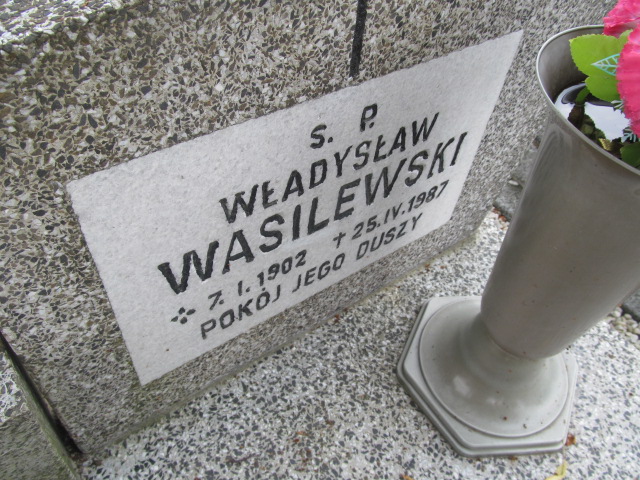 S. P.
WŁADYSŁAW
WASILEWSKI
* 7. I. 1902 † 25. IV. 1987
POKÓJ JEGO DUSZY